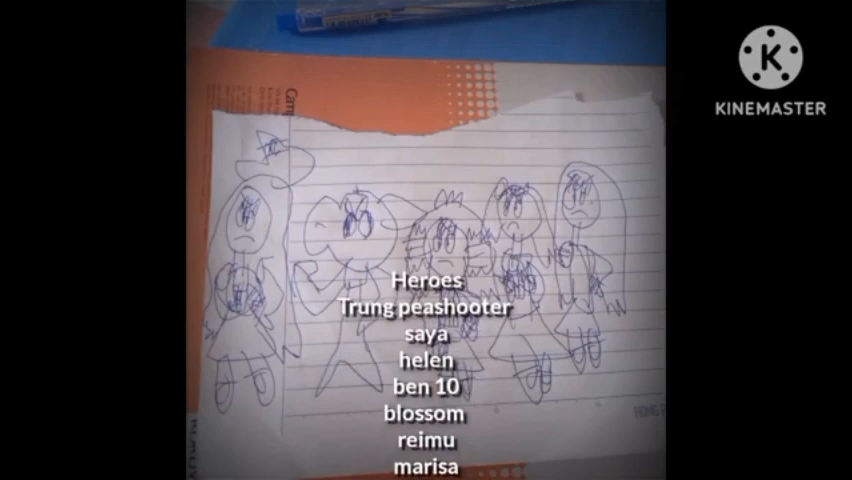 KINEMASTER
Heroes
Trung peashooter
saya
helen
ben 10
blossom
reimu
marisa